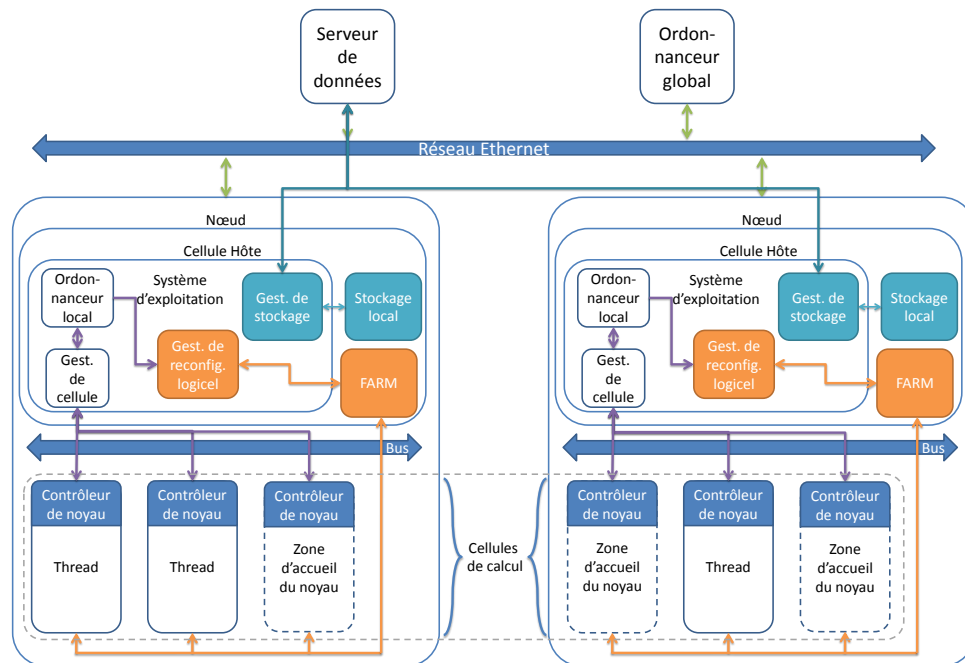 Serveur
de
données
Ordon-
nanceur
global
Réseau Ethernet
Nœud
Cellule Hôte
Ordon-
nanceur
local
Système
d'exploitation
Gest. de
stockage
Stockage
local
Gest. de
reconfig.
logicel
Gest.
de
cellule
FARM
Bus
Contrôleur
de noyau
Thread
Contrôleur
de noyau
Thread
Contrôleur
de noyau
Zone
d'accueil
du noyau
Cellules
de calcul
Nœud
Cellule Hôte
Ordon-
nanceur
local
Système
d'exploitation
Gest. de
stockage
Stockage
local
Gest. de
reconfig.
logicel
Gest.
de
cellule
FARM
Bus
Contrôleur
de noyau
Zone
d'accueil
du noyau
Contrôleur
de noyau
Thread
Contrôleur
de noyau
Zone
d'accueil
du noyau